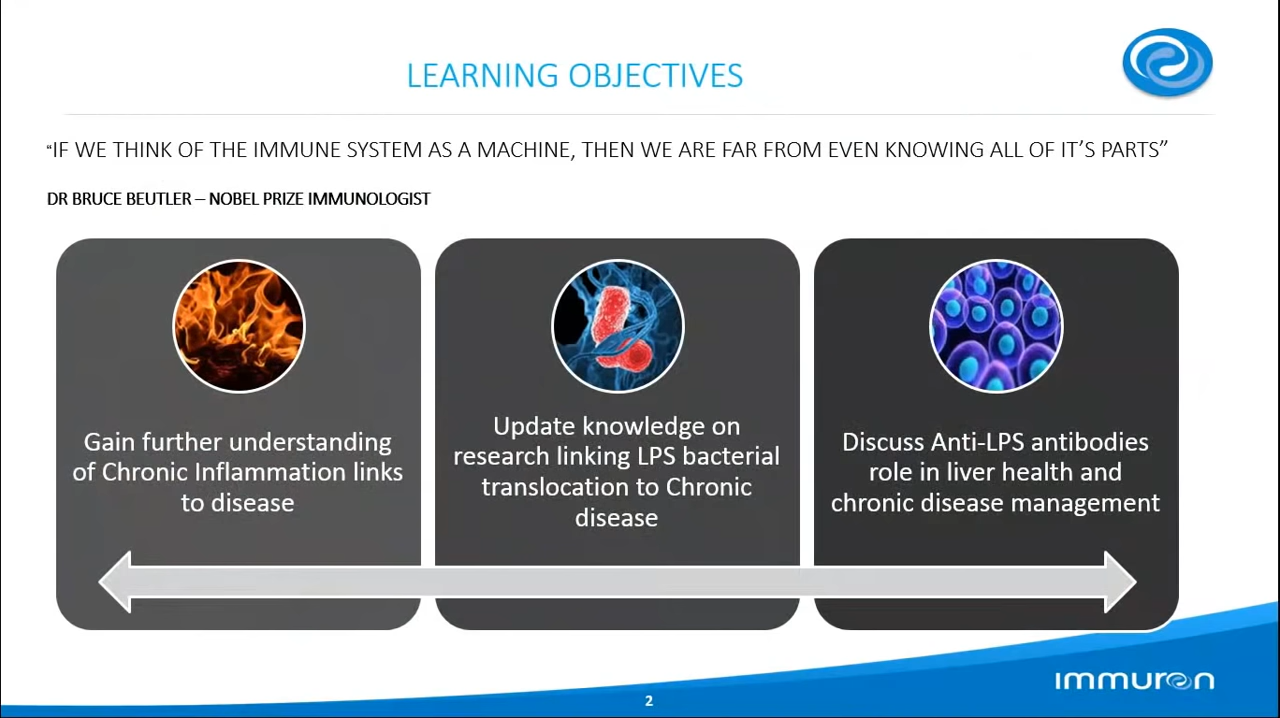 LEARNING OBJECTIVES
“IF WE THINK OF THE IMMUNE SYSTEM AS A MACHINE, THEN WE ARE FAR FROM EVEN KNOWING ALL OF IT’S PARTS”
DR BRUCE BEUTLER – NOBEL PRIZE IMMUNOLOGIST
Gain further understanding
of Chronic Inflammation links
to disease
Update knowledge on
research linking LPS bacterial
translocation to Chronic
disease
Discuss Anti-LPS antibodies
role in liver health and
chronic disease management
immuron
2